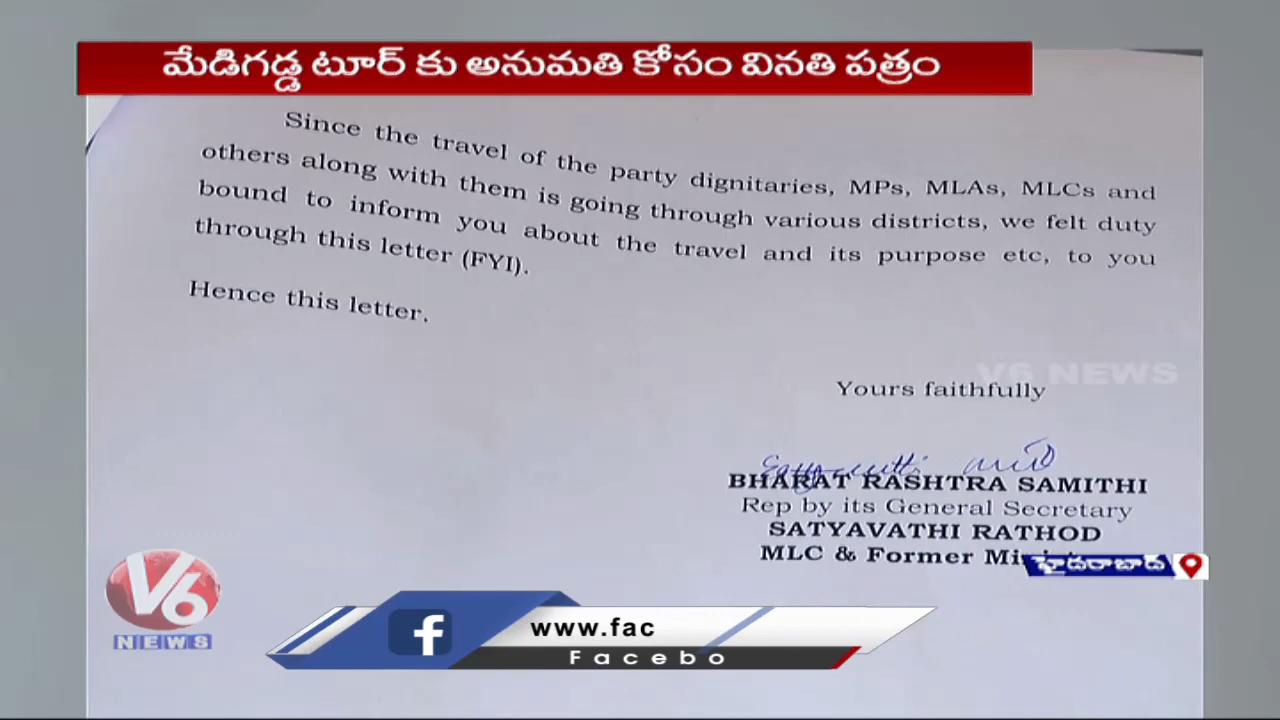 మేడిగడ్డ టూర్ కు అనుమతి కోసం వినతి పత్రం
Since the travel of the party dignitaries, MPs, MLAs, MLCs and
others along with them is going through various districts, we felt duty
bound to inform you about the travel and its purpose etc, to you
through this letter (FYI).
Hence this letter.
V6 NEWS
Yours faithfully
BHARAT RASHTRA SAMITHI
Rep by its General Secretary
SATYAVATHI RATHOD
MLC & Former
హైదరాబాద్
V6
NEWS
www.fac
Facebo